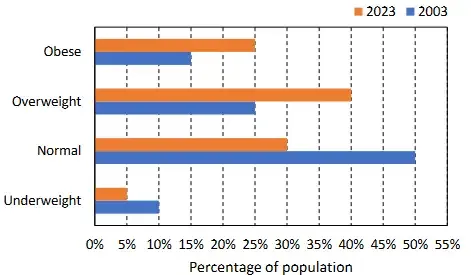 2023 2003
Obese
Overweight
Normal
Underweight
0% 5% 10% 15% 20% 25% 30% 35% 40% 45% 50% 55%
Percentage of population